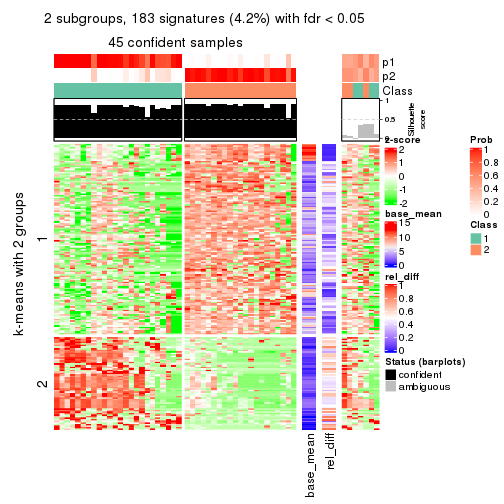 2 subgroups, 183 signatures (4.2%) with fdr < 0.05
45 confident samples
p1
p2
Class
1
0.5
0
Silhouette
score
k-means with 2 groups
1
2
base_mean
rel_diff
z-score
2
1
0
-1
-2
base_mean
15
10
5
0
rel_diff
1
0.8
0.6
0.4
0.2
0
Status (barplots)
confident
ambiguous
Prob
1
0.8
0.6
0.4
0.2
0
Class
1
2